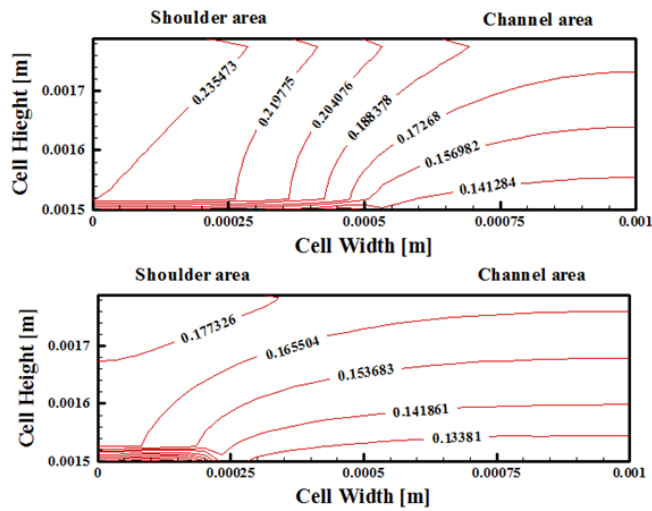 Shoulder area Channel area
Cell Hieght [m]
0.0017
0.0016
0.0015
0.235473
0.219775
0.204076
0.188378
0.17268
0.156982
0.141284
0 0.00025 0.0005 0.00075 0.001
Cell Width [m]
Shoulder area Channel area
Cell Height [m]
0.0017
0.0016
0.0015
0.177326
0.165504
0.153683
0.141861
0.13381
0 0.00025 0.0005 0.00075 0.001
Cell Width [m]